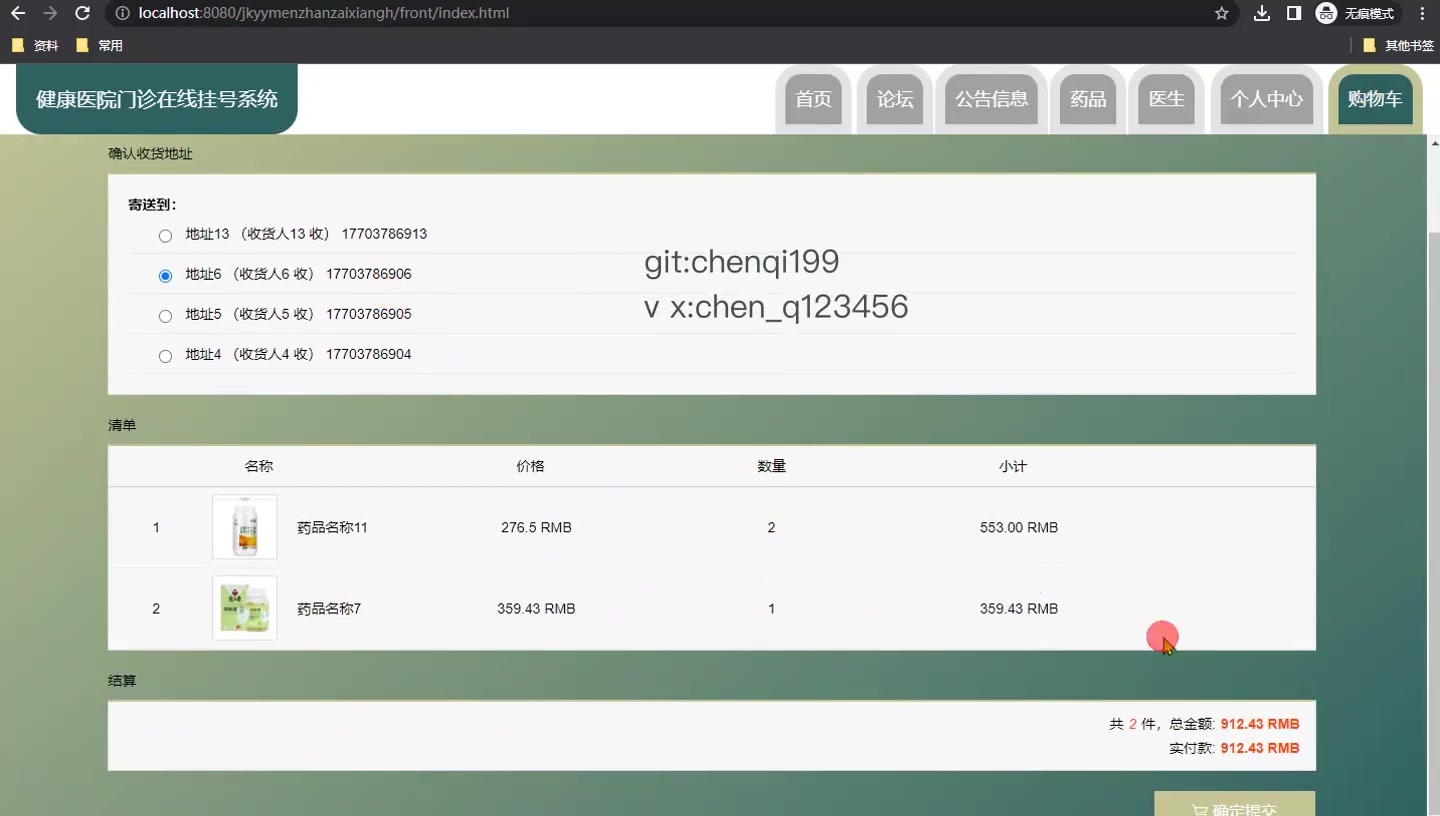 localhost:8080/jkyymenzhanzaixiangh/front/index.html
无痕模式
资料
常用
其他书签
健康医院门诊在线挂号系统
首页
论坛
公告信息
药品
医生
个人中心
购物车
确认收货地址
寄送到：
地址13 （收货人13 收） 17703786913
地址6 （收货人6 收） 17703786906
地址5 （收货人5 收） 17703786905
地址4 （收货人4 收） 17703786904
git:chenqi199
v x:chen_q123456
清单
名称 价格 数量 小计
1 药品名称11 276.5 RMB 2 553.00 RMB
2 药品名称7 359.43 RMB 1 359.43 RMB
结算
共 2 件，总金额: 912.43 RMB
实付款: 912.43 RMB
确定提交